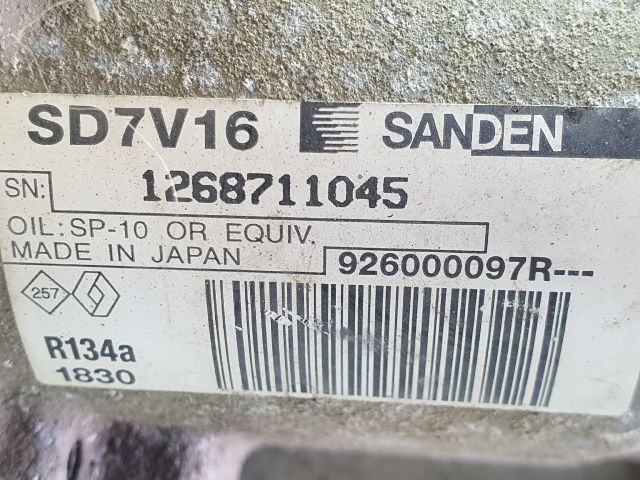 SD7V16 SANDEN
SN: 1268711045
OIL: SP-10 OR EQUIV.
MADE IN JAPAN
926000097R---
257
R134a
1830